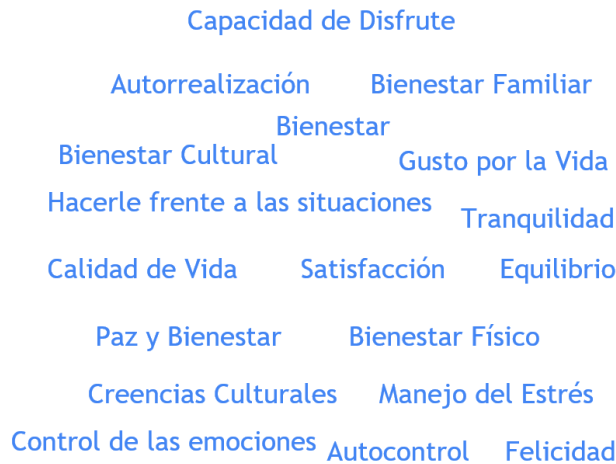 Capacidad de Disfrute
Autorrealización Bienestar Familiar
Bienestar
Bienestar Cultural Gusto por la Vida
Hacerle frente a las situaciones Tranquilidad
Calidad de Vida Satisfacción Equilibrio
Paz y Bienestar Bienestar Físico
Creencias Culturales Manejo del Estrés
Control de las emociones Autocontrol Felicidad